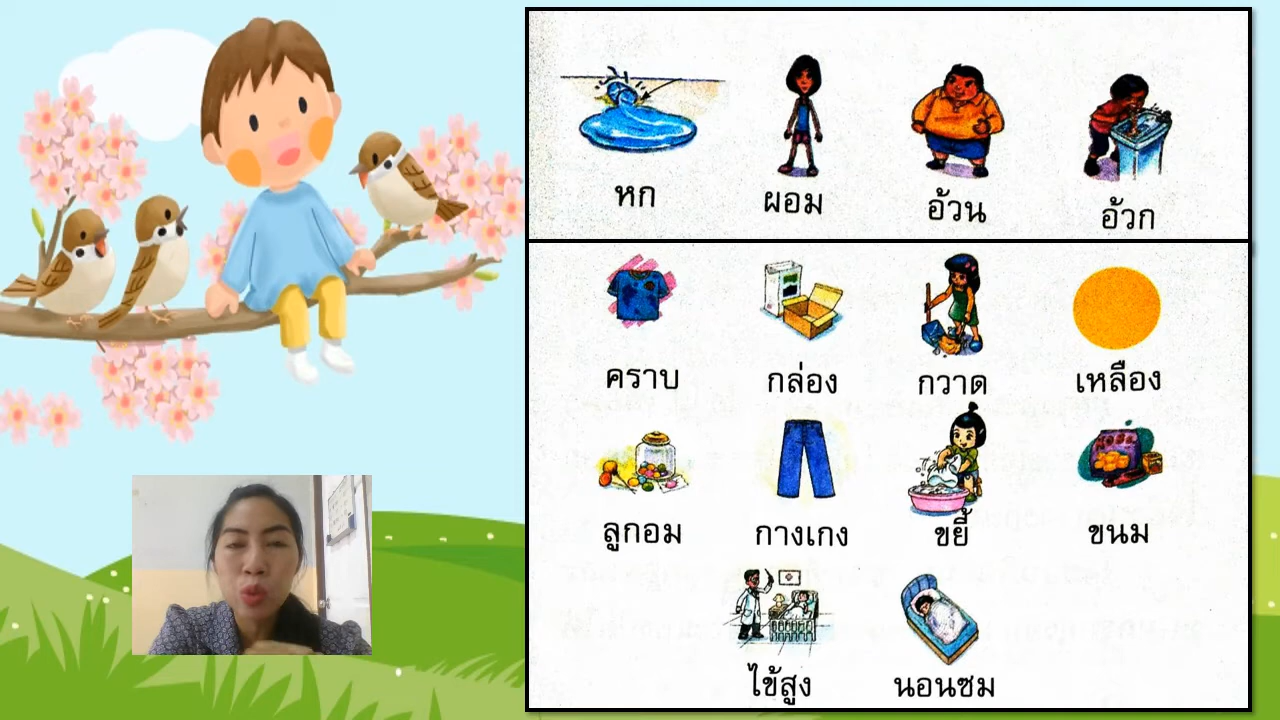 หก ผอม อ้วน อ้วก
คราบ กล่อง กวาด เหลือง
ลูกอม กางเกง ขยี้ ขนม
ไข้สูง นอนซม